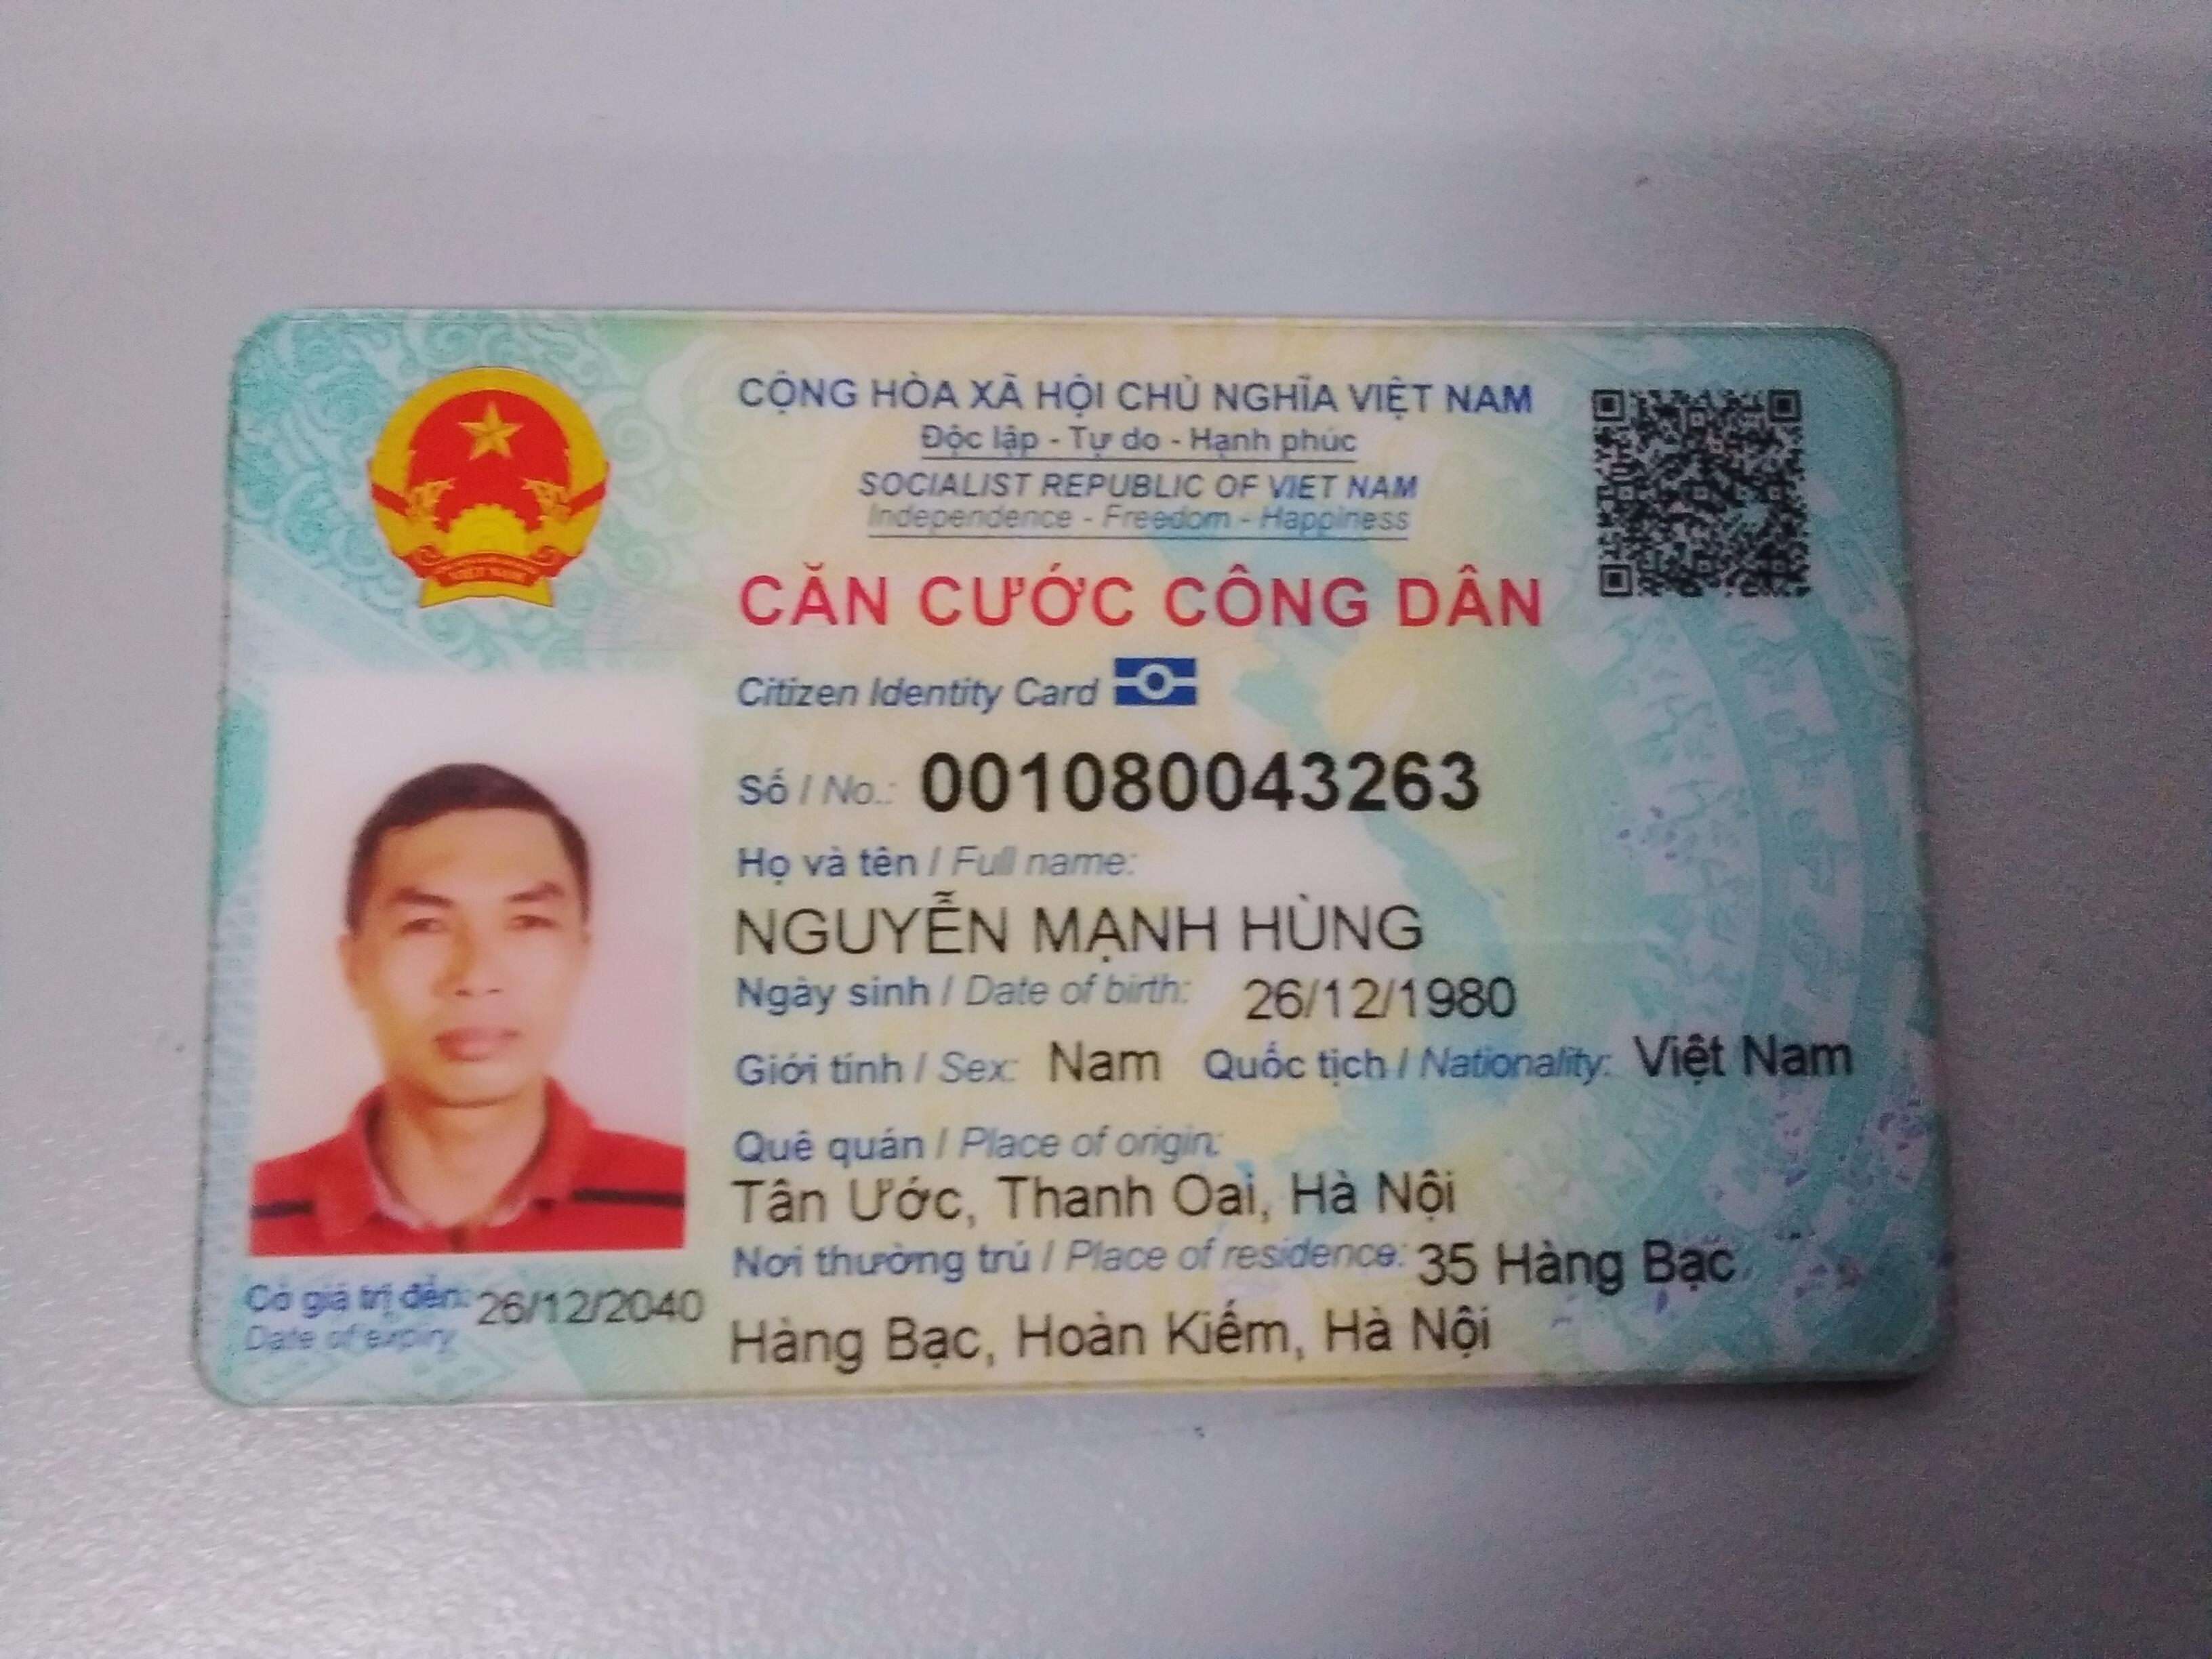 CỘNG HÒA XÃ HỘI CHỦ NGHĨA VIỆT NAM
Độc lập - Tự do - Hạnh phúc
SOCIALIST REPUBLIC OF VIET NAM
Independence - Freedom - Happiness
VIỆT NAM
CĂN CƯỚC CÔNG DÂN
Citizen Identity Card
Số / No.: 001080043263
Họ và tên / Full name:
NGUYỄN MẠNH HÙNG
Ngày sinh / Date of birth: 26/12/1980
Giới tính / Sex: Nam Quốc tịch / Nationality: Việt Nam
Quê quán / Place of origin:
Tân Ước, Thanh Oai, Hà Nội
Nơi thường trú / Place of residence: 35 Hàng Bạc
Hàng Bạc, Hoàn Kiếm, Hà Nội
Có giá trị đến: 26/12/2040
Date of expiry